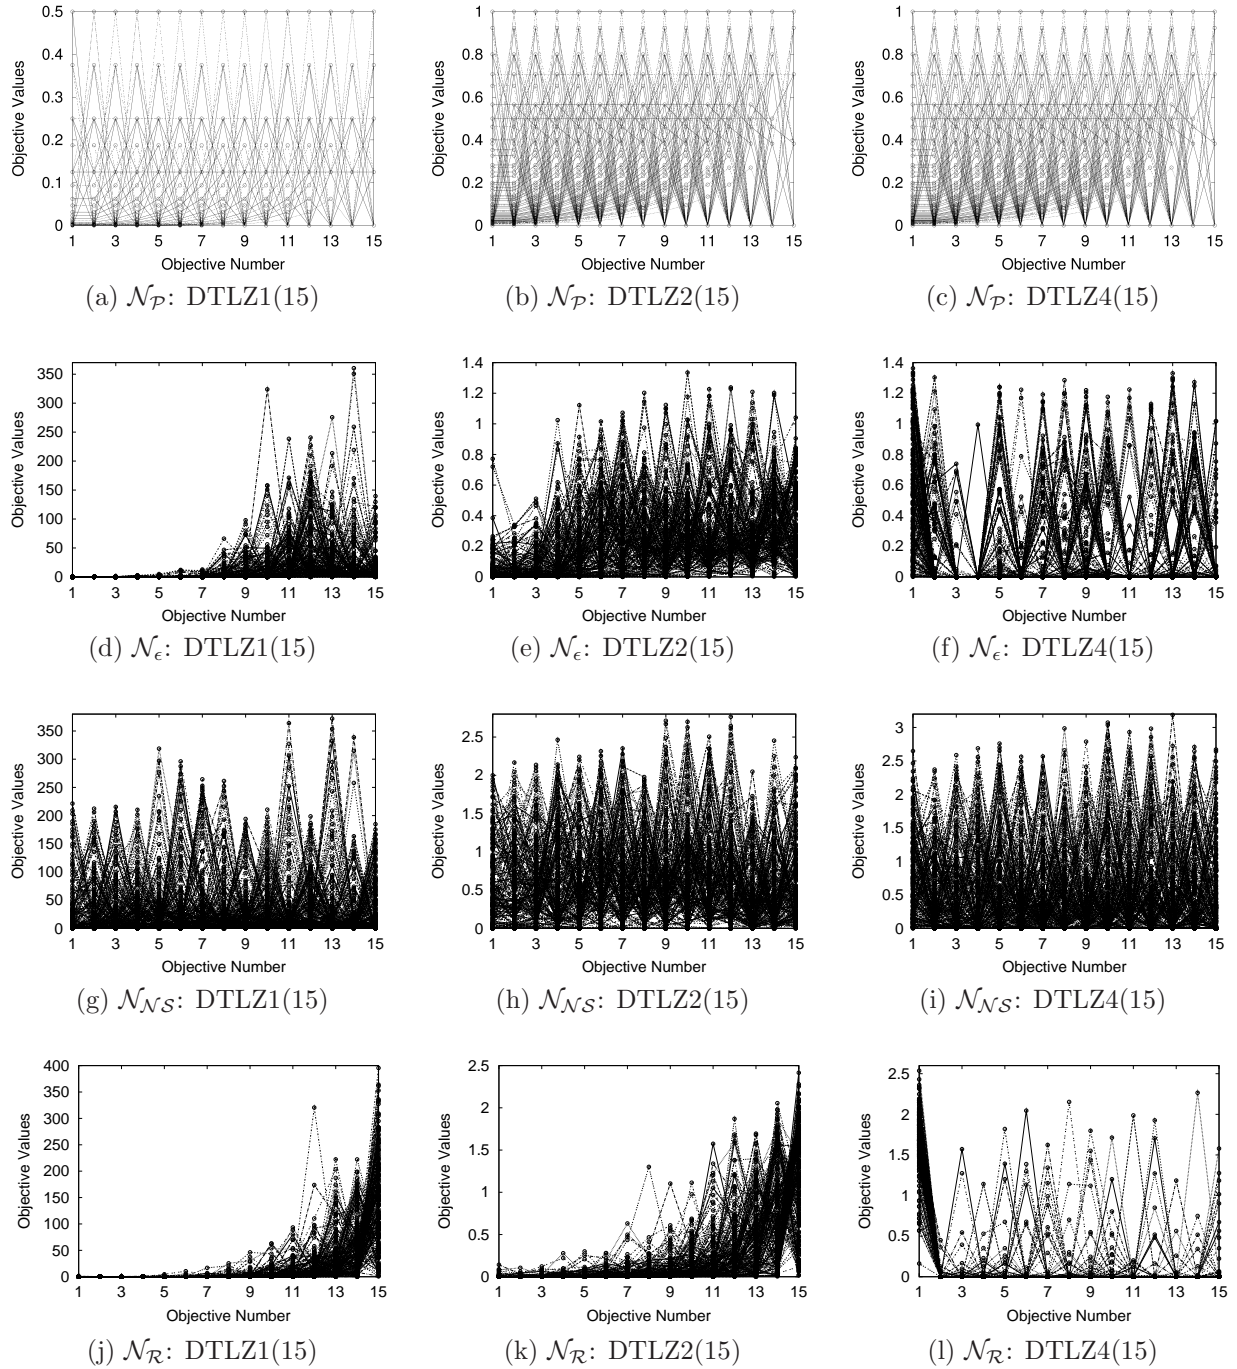 0.5
0.4
0.3
0.2
0.1
0
Objective Values
1 3 5 7 9 11 13 15
Objective Number
(a) 𝒩_𝒫: DTLZ1(15)
1
0.8
0.6
0.4
0.2
0
Objective Values
1 3 5 7 9 11 13 15
Objective Number
(b) 𝒩_𝒫: DTLZ2(15)
1
0.8
0.6
0.4
0.2
0
Objective Values
1 3 5 7 9 11 13 15
Objective Number
(c) 𝒩_𝒫: DTLZ4(15)
350
300
250
200
150
100
50
0
Objective Values
1 3 5 7 9 11 13 15
Objective Number
(d) 𝒩_ϵ: DTLZ1(15)
1.4
1.2
1
0.8
0.6
0.4
0.2
0
Objective Values
1 3 5 7 9 11 13 15
Objective Number
(e) 𝒩_ϵ: DTLZ2(15)
1.4
1.2
1
0.8
0.6
0.4
0.2
0
Objective Values
1 3 5 7 9 11 13 15
Objective Number
(f) 𝒩_ϵ: DTLZ4(15)
350
300
250
200
150
100
50
0
Objective Values
1 3 5 7 9 11 13 15
Objective Number
(g) 𝒩_𝒩𝒮: DTLZ1(15)
2.5
2
1.5
1
0.5
0
Objective Values
1 3 5 7 9 11 13 15
Objective Number
(h) 𝒩_𝒩𝒮: DTLZ2(15)
3
2.5
2
1.5
1
0.5
0
Objective Values
1 3 5 7 9 11 13 15
Objective Number
(i) 𝒩_𝒩𝒮: DTLZ4(15)
400
350
300
250
200
150
100
50
0
Objective Values
1 3 5 7 9 11 13 15
Objective Number
(j) 𝒩_ℛ: DTLZ1(15)
2.5
2
1.5
1
0.5
0
Objective Values
1 3 5 7 9 11 13 15
Objective Number
(k) 𝒩_ℛ: DTLZ2(15)
2.5
2
1.5
1
0.5
0
Objective Values
1 3 5 7 9 11 13 15
Objective Number
(l) 𝒩_ℛ: DTLZ4(15)